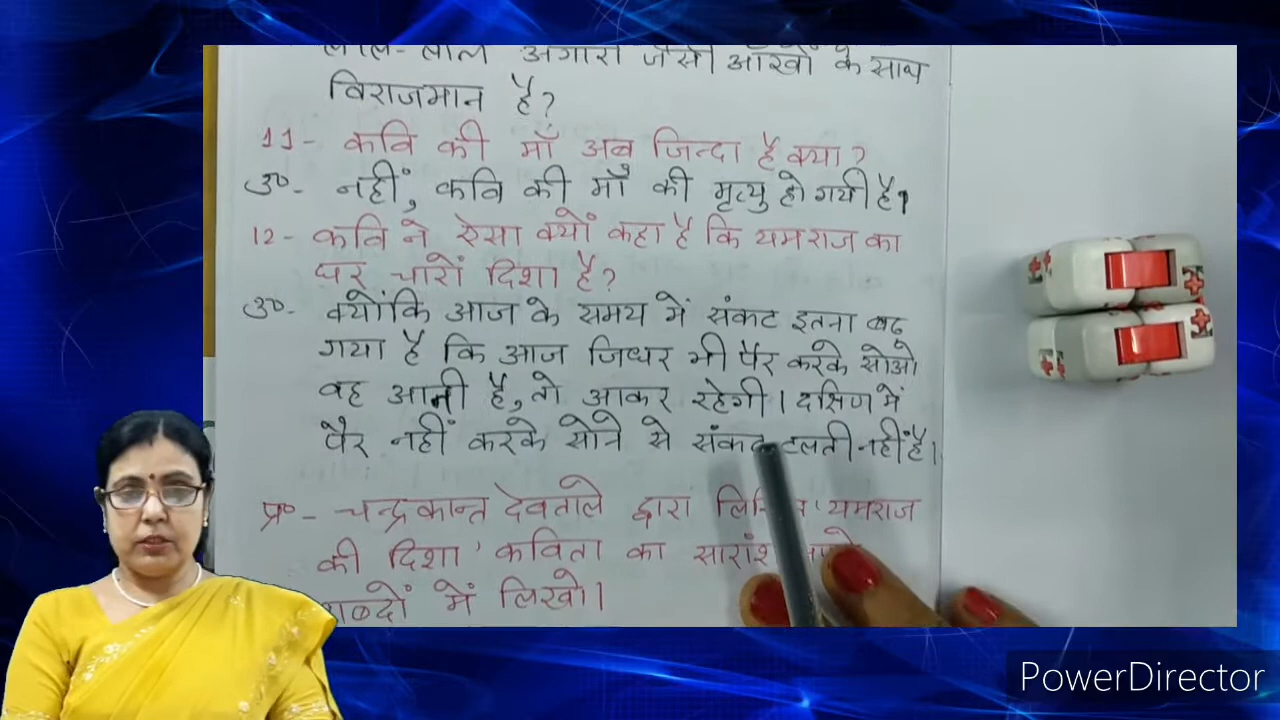 लाल-लाल अंगारों जैसी आँखों के साथ
विराजमान है?
11- कवि की माँ अब जिन्दा है क्या?
उ०- नहीं, कवि की माँ की मृत्यु हो गयी है।
12- कवि ने ऐसा क्यों कहा है कि यमराज का
घर चारों दिशा है?
उ०- क्योंकि आज के समय में संकट इतना बढ़
गया है कि आज जिधर भी पैर करके सोओ
वह आनी है, तो आकर रहेगी। दक्षिण में
पैर नहीं करके सोने से संकट टलती नहीं है।
प्र०- चन्द्रकान्त देवताले द्वारा 'यमराज
की दिशा' कविता का सारांश
शब्दों में लिखो।
PowerDirector